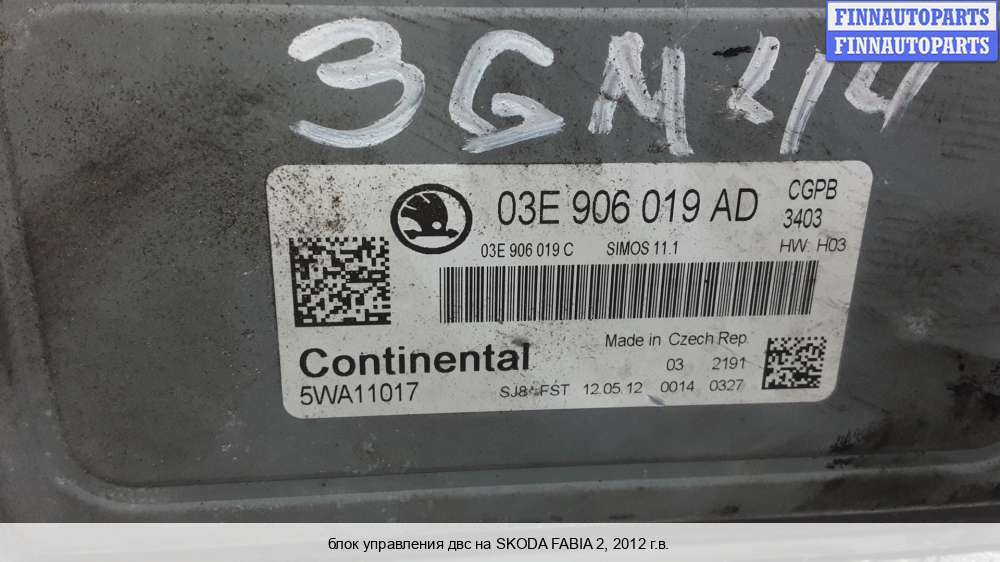 FINNAUTOPARTS
FINNAUTOPARTS
3GN214
03E 906 019 AD
CGPB
3403
03E 906 019 C SIMOS 11.1 HW: H03
Made in Czech Rep.
Continental
03 2191
5WA11017
SJ8 FST 12.05.12 0014 0327
блок управления двс на SKODA FABIA 2, 2012 г.в.